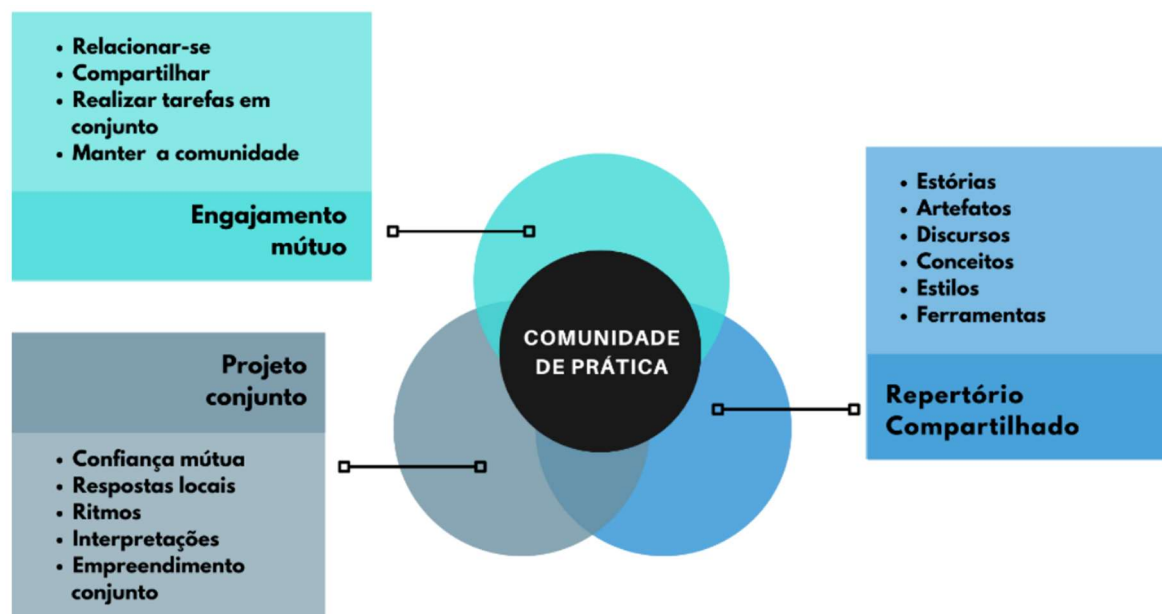 • Relacionar-se
• Compartilhar
• Realizar tarefas em
conjunto
• Manter a comunidade
Engajamento
mútuo
Projeto
conjunto
• Confiança mútua
• Respostas locais
• Ritmos
• Interpretações
• Empreendimento
conjunto
COMUNIDADE
DE PRÁTICA
• Estórias
• Artefatos
• Discursos
• Conceitos
• Estilos
• Ferramentas
Repertório
Compartilhado